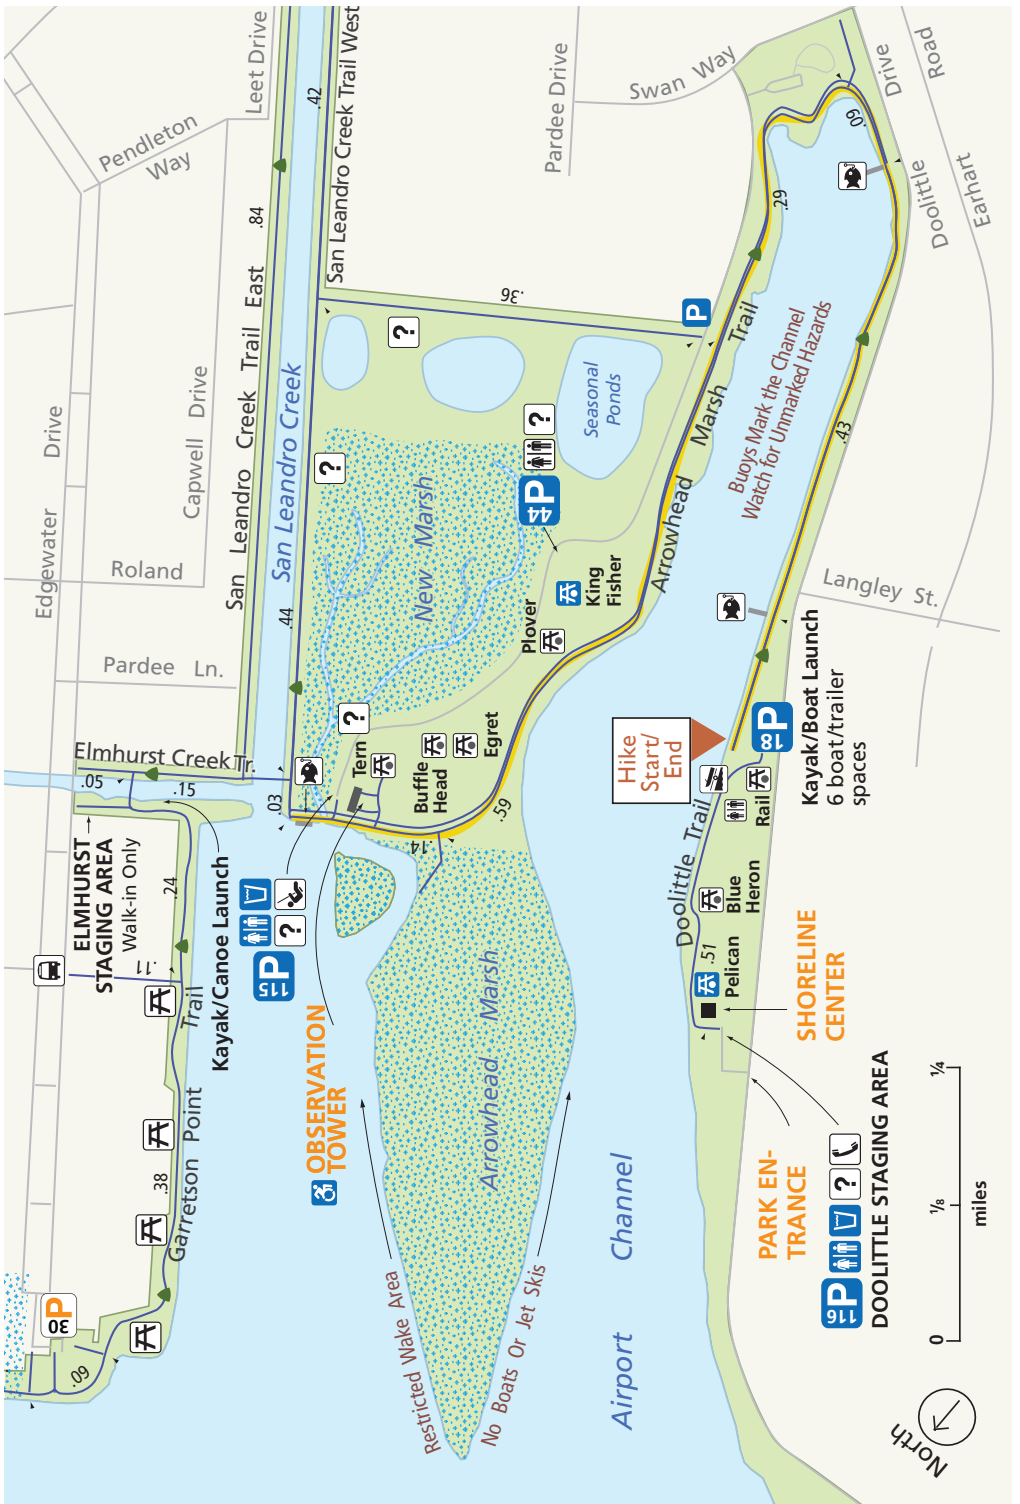 Leet Drive
.42
San Leandro Creek Trail West
Pardee Drive
Swan Way
Drive
Road
Pendleton
Way
.84
.60
.29
Doolittle
Earhart
Edgewater Drive
Capwell Drive
San Leandro Creek Trail East
San Leandro Creek
.36
?
P
Arrowhead Marsh Trail
Buoys Mark the Channel
Watch for Unmarked Hazards
Seasonal
Ponds
?
?
44 P
New Marsh
.43
Roland
.44
King
Fisher
Plover
Langley St.
Pardee Ln.
?
Elmhurst Creek Tr.
.05
.15
.03
Tern
Buffle
Head
Egret
.59
.14
Hike
Start/
End
18 P
Kayak/Boat Launch
6 boat/trailer
spaces
Rail
Doolittle Trail
ELMHURST
STAGING AREA
Walk-in Only
.24
.11
Kayak/Canoe Launch
?
115 P
Blue
Heron
.51
Pelican
SHORELINE
CENTER
OBSERVATION
TOWER
Arrowhead Marsh
Garretson Point Trail
.38
30 P
.09
Restricted Wake Area
No Boats Or Jet Skis
Airport Channel
PARK EN-
TRANCE
116 P
?
DOOLITTLE STAGING AREA
0
1/8
1/4
miles
North